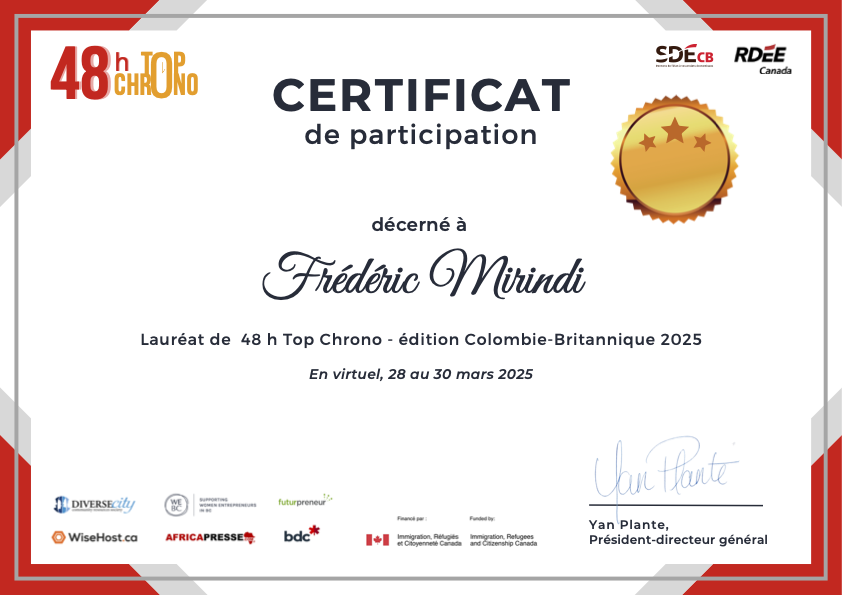 48 h TOP
CHRONO
SDECB
RDÉE
Canada
CERTIFICAT
de participation
décerné à
Frédéric Mirindi
Lauréat de 48 h Top Chrono - édition Colombie-Britannique 2025
En virtuel, 28 au 30 mars 2025
Yan Plante
DIVERSEcity
WE
BC
SUPPORTING
WOMEN ENTREPRENEURS
IN BC
futurpreneur
WiseHost.ca
AFRICAPRESSE
bdc
Financé par :
Immigration, Réfugiés
et Citoyenneté Canada
Funded by:
Immigration, Refugees
and Citizenship Canada
Yan Plante,
Président-directeur général